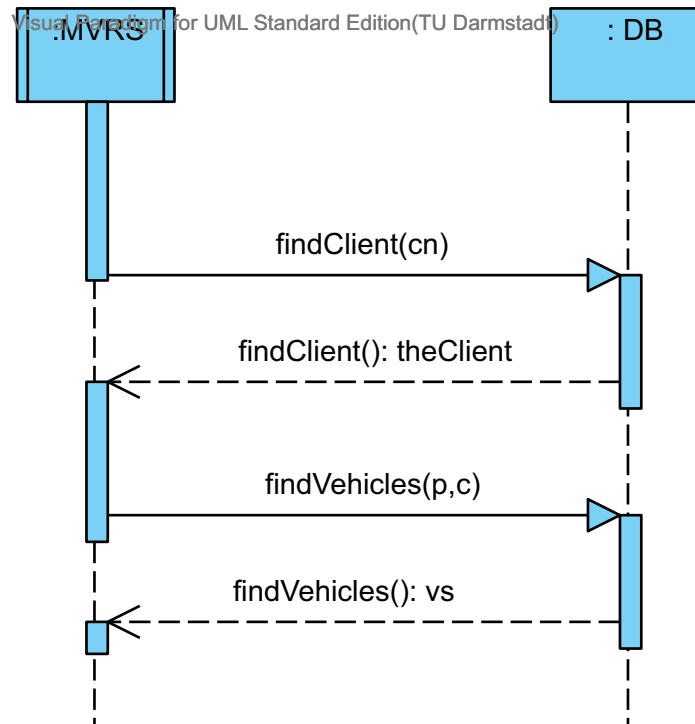 Visual Paradigm for UML Standard Edition(TU Darmstadt)
:MVRS
: DB
findClient(cn)
findClient(): theClient
findVehicles(p,c)
findVehicles(): vs